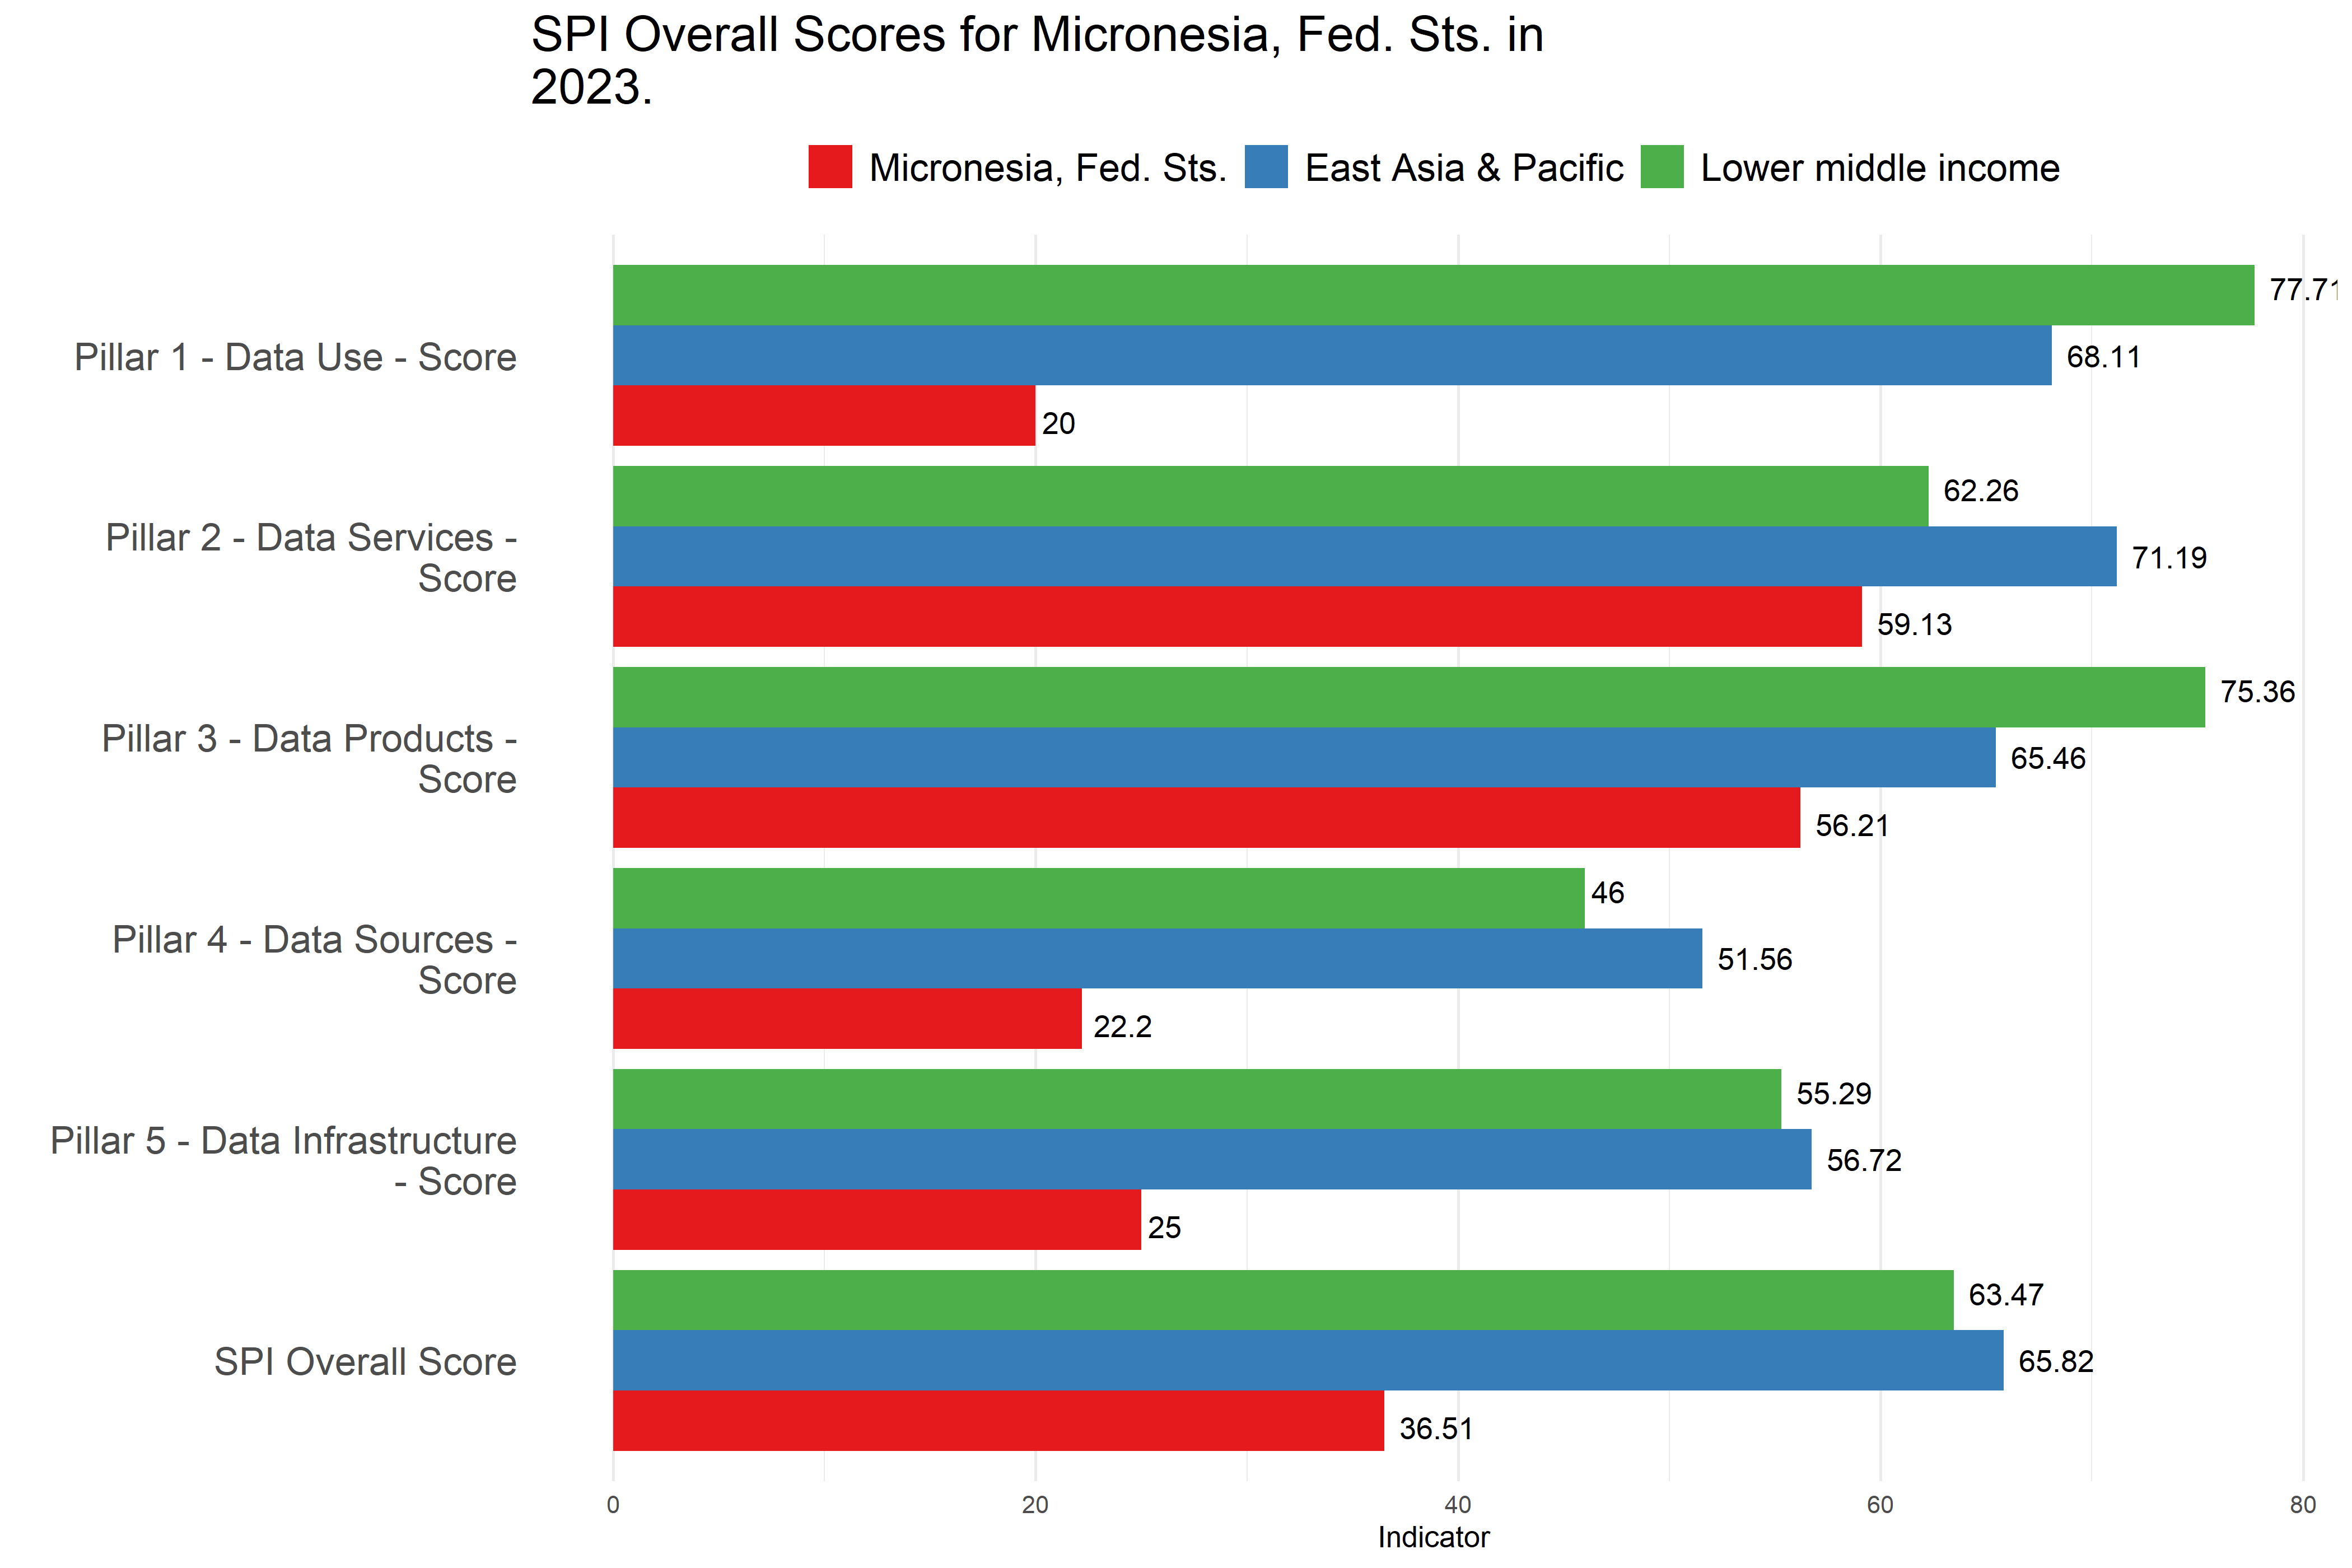 SPI Overall Scores for Micronesia, Fed. Sts. in
2023.
Micronesia, Fed. Sts. East Asia & Pacific Lower middle income
Pillar 1 - Data Use - Score
77.71
68.11
20
Pillar 2 - Data Services -
Score
62.26
71.19
59.13
Pillar 3 - Data Products -
Score
75.36
65.46
56.21
Pillar 4 - Data Sources -
Score
46
51.56
22.2
Pillar 5 - Data Infrastructure
- Score
55.29
56.72
25
SPI Overall Score
63.47
65.82
36.51
0 20 40 60 80
Indicator